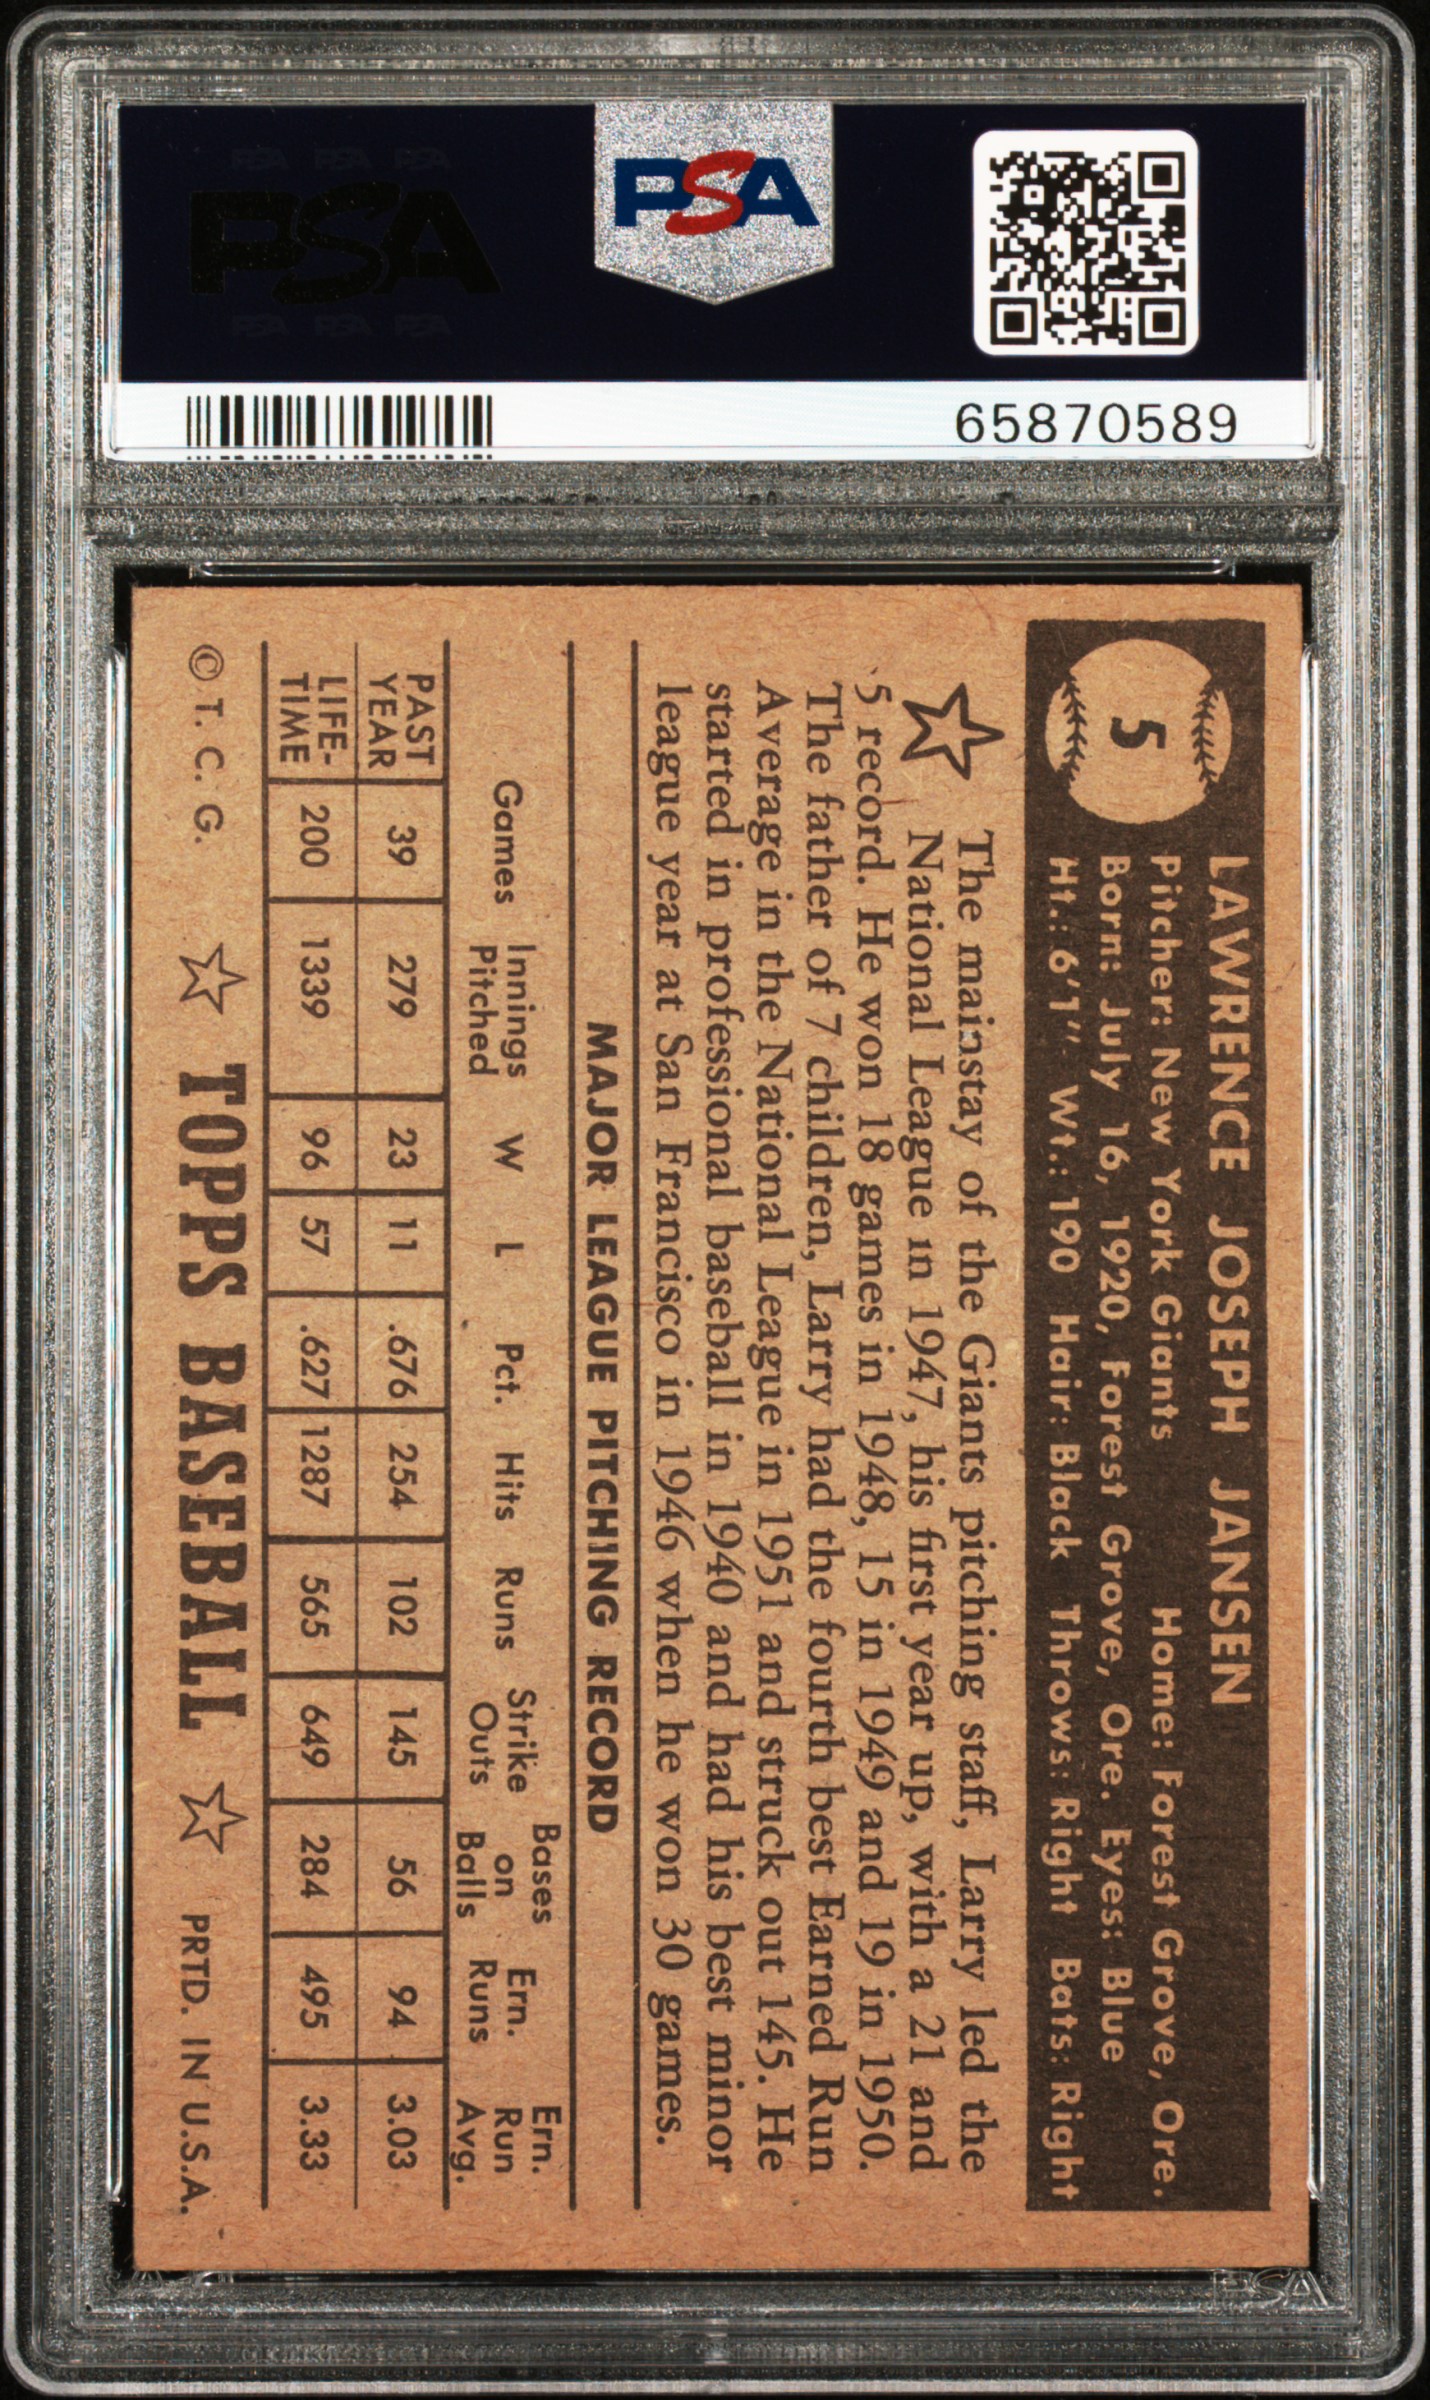 PSA
PSA PSA PSA
PSA
PSA PSA PSA
65870589
5
LAWRENCE JOSEPH JANSEN
Pitcher: New York Giants Home: Forest Grove, Ore.
Born: July 16, 1920, Forest Grove, Ore. Eyes: Blue
Ht.: 6'1" Wt.: 190 Hair: Black Throws: Right Bats: Right
The mainstay of the Giants pitching staff, Larry led the
National League in 1947, his first year up, with a 21 and
5 record. He won 18 games in 1948, 15 in 1949 and 19 in 1950.
The father of 7 children, Larry had the fourth best Earned Run
Average in the National League in 1951 and struck out 145. He
started in professional baseball in 1940 and had his best minor
league year at San Francisco in 1946 when he won 30 games.
MAJOR LEAGUE PITCHING RECORD
Games Innings Pitched W L Pct. Hits Runs Strike Outs Bases on Balls Ern. Runs Ern. Run Avg.
PAST YEAR 39 279 23 11 .676 254 102 145 56 94 3.03
LIFE-TIME 200 1339 96 57 .627 1287 565 649 284 495 3.33
© T. C. G. ☆ TOPPS BASEBALL ☆ PRTD. IN U.S.A.
PSA